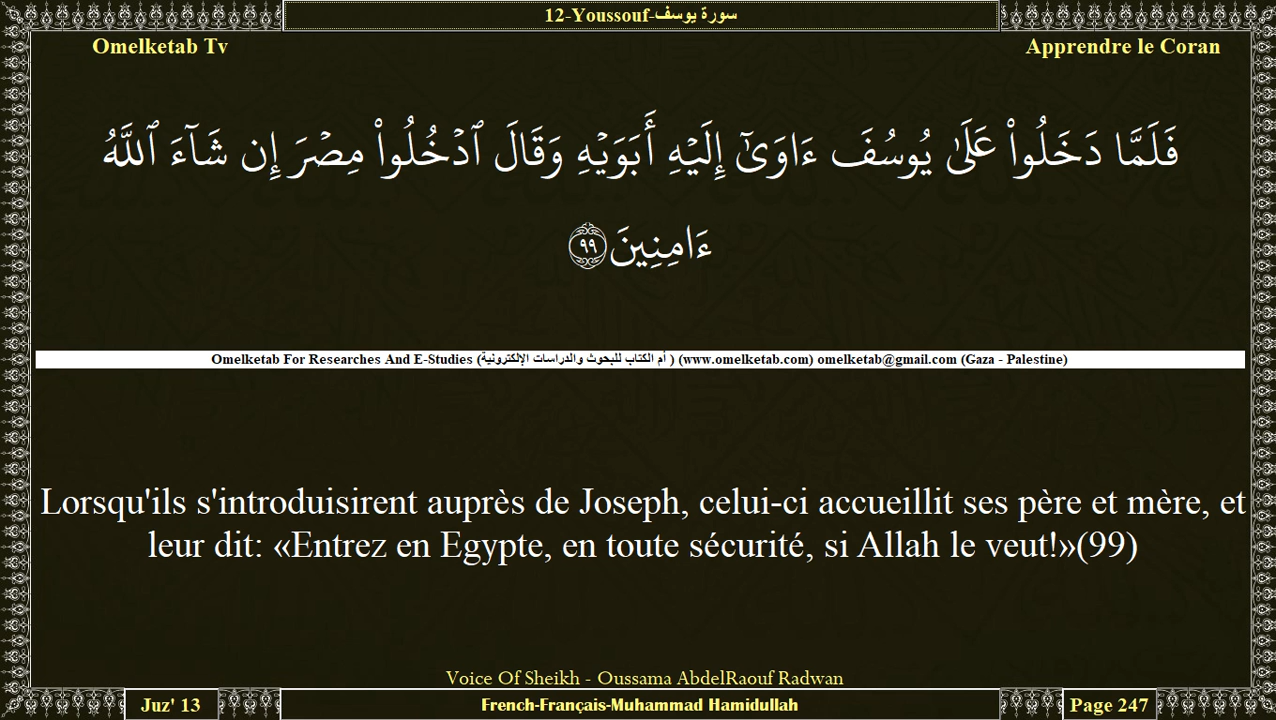 12-Youssouf-سورة يوسف
Omelketab Tv
Apprendre le Coran
فَلَمَّا دَخَلُوا۟ عَلَىٰ يُوسُفَ ءَاوَىٰٓ إِلَيْهِ أَبَوَيْهِ وَقَالَ ٱدْخُلُوا۟ مِصْرَ إِن شَآءَ ٱللَّهُ
ءَامِنِينَ ٩٩
Omelketab For Researches And E-Studies (أم الكتاب للبحوث والدراسات الإلكترونية ) (www.omelketab.com) omelketab@gmail.com (Gaza - Palestine)
Lorsqu'ils s'introduisirent auprès de Joseph, celui-ci accueillit ses père et mère, et
leur dit: «Entrez en Egypte, en toute sécurité, si Allah le veut!»(99)
Voice Of Sheikh - Oussama AbdelRaouf Radwan
Juz' 13
French-Français-Muhammad Hamidullah
Page 247